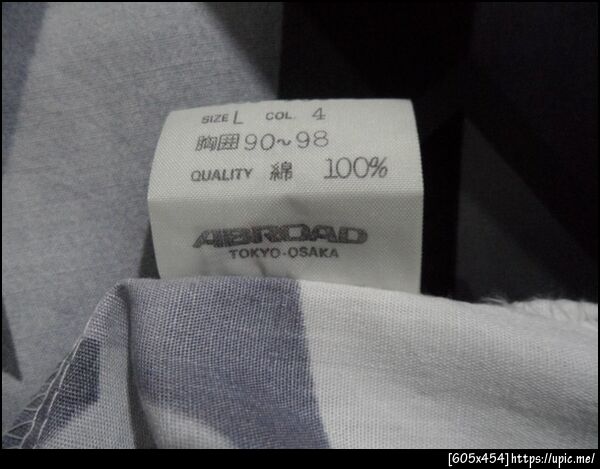 SIZE L COL. 4
胸囲 90~98
QUALITY 綿 100%
ABROAD
TOKYO-OSAKA
[605x454]https://upic.me/